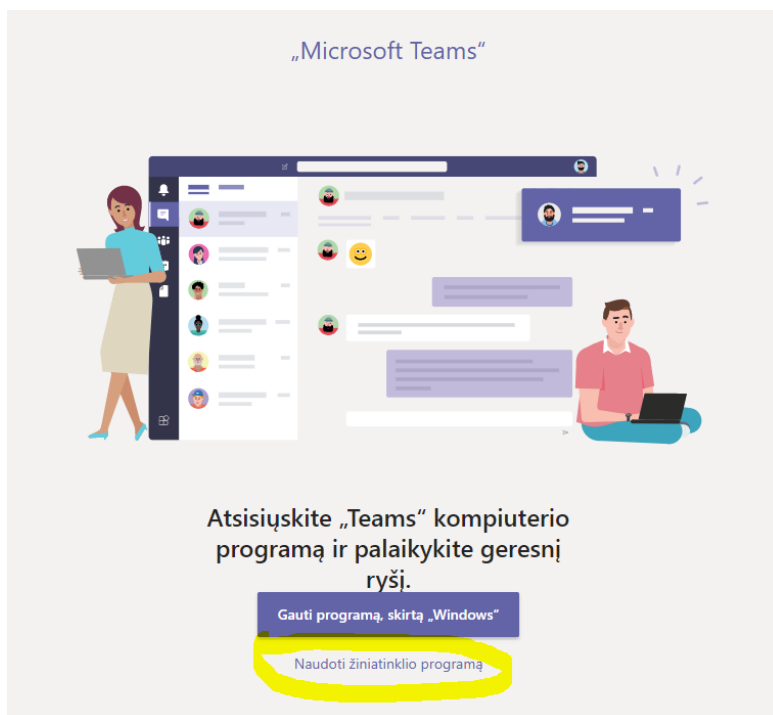 „Microsoft Teams“
Atsisiųskite „Teams“ kompiuterio
programą ir palaikykite geresnį
ryšį.
Gauti programą, skirtą „Windows“
Naudoti žiniatinklio programą